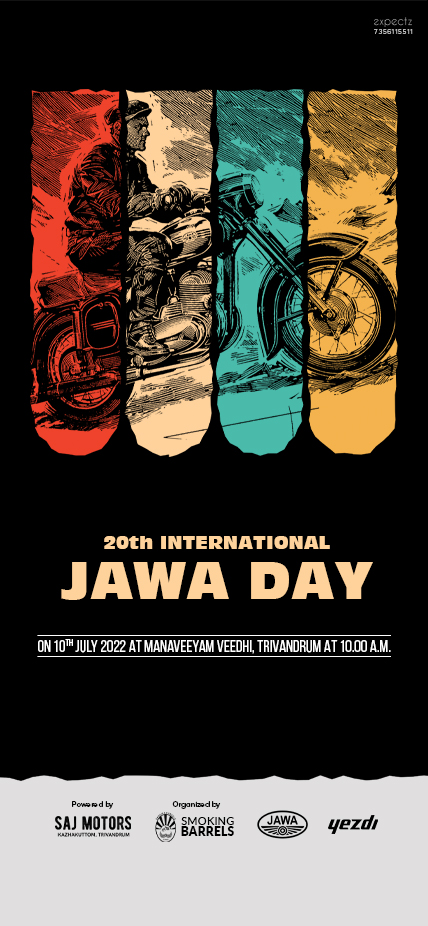 expectz
7356115511
20th INTERNATIONAL
JAWA DAY
ON 10TH JULY 2022 AT MANAVEEYAM VEEDHI, TRIVANDRUM AT 10.00 A.M.
Powered by
SAJ MOTORS
KAZHAKUTTOM, TRIVANDRUM
Organized by
SMOKING
BARRELS
JAWA
yezdi